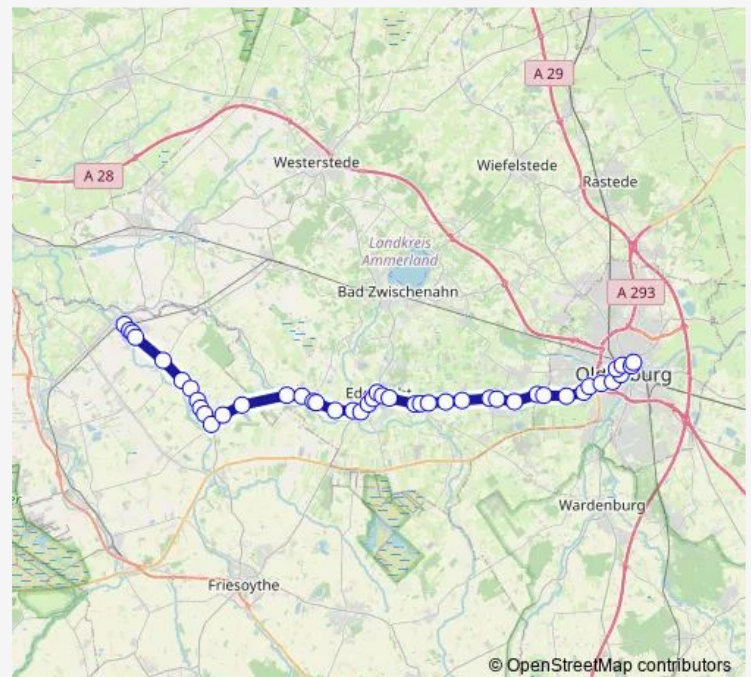 A 29
Westerstede
Wiefelstede
A 28
Rastede
Landkreis
Ammerland
Bad Zwischenahn
A 293
Wardenburg
Friesoythe
© OpenStreetMap contributors